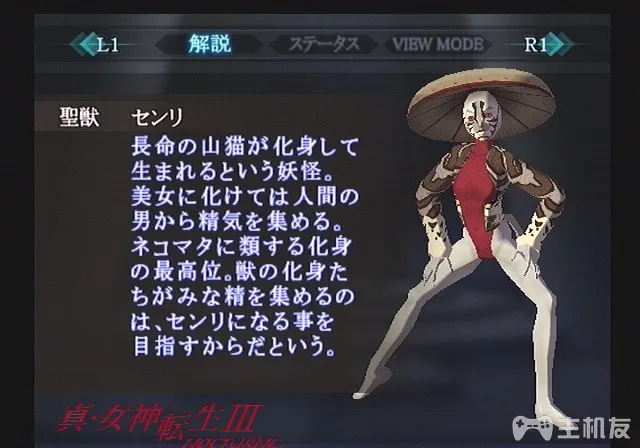 L1 解説 ステータス VIEW MODE R1
聖獣 センリ
長命の山猫が化身して
生まれるという妖怪。
美女に化けては人間の
男から精気を集める。
ネコマタに類する化身
の最高位。獣の化身た
ちがみな精を集めるの
は、センリになる事を
目指すからだという。
真・女神転生III
NOCTURNE
主机友